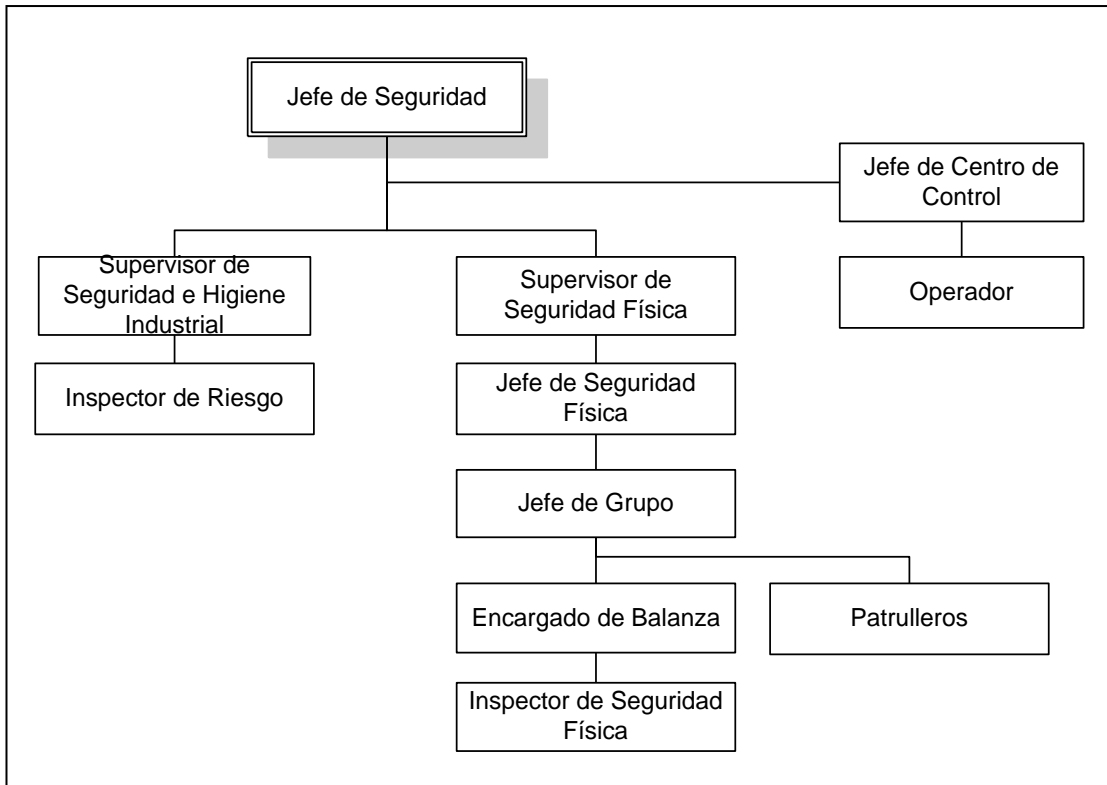 Jefe de Seguridad
Jefe de Centro de
Control
Supervisor de
Seguridad e Higiene
Industrial
Supervisor de
Seguridad Física
Operador
Inspector de Riesgo
Jefe de Seguridad
Física
Jefe de Grupo
Encargado de Balanza
Patrulleros
Inspector de Seguridad
Física